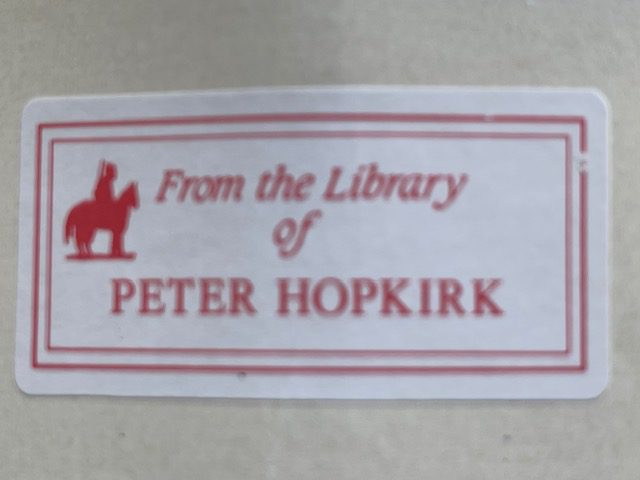 From the Library
of
PETER HOPKIRK